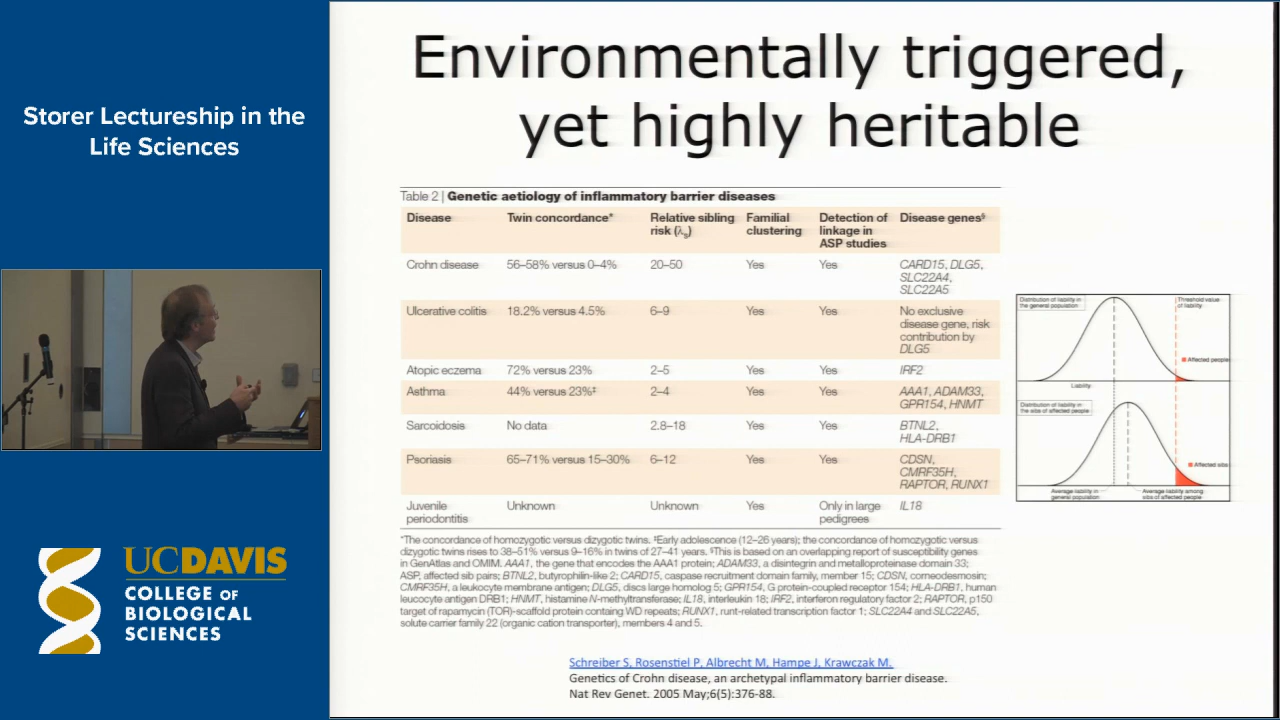 Storer Lectureship in the
Life Sciences
UCDAVIS
COLLEGE OF
BIOLOGICAL
SCIENCES
Environmentally triggered,
yet highly heritable
Table 2 | Genetic aetiology of inflammatory barrier diseases
Disease Twin concordance* Relative sibling risk (λs) Familial clustering Detection of linkage in ASP studies Disease genes§
Crohn disease 56–58% versus 0–4% 20–50 Yes Yes CARD15, DLG5,
SLC22A4,
SLC22A5
Ulcerative colitis 18.2% versus 4.5% 6–9 Yes Yes No exclusive
disease gene, risk
contribution by
DLG5
Atopic eczema 72% versus 23% 2–5 Yes Yes IRF2
Asthma 44% versus 23%‡ 2–4 Yes Yes AAA1, ADAM33,
GPR154, HNMT
Sarcoidosis No data 2.8–18 Yes Yes BTNL2,
HLA-DRB1
Psoriasis 65–71% versus 15–30% 6–12 Yes Yes CDSN,
CMRF35H,
RAPTOR, RUNX1
Juvenile periodontitis Unknown Unknown Yes Only in large pedigrees IL18
*The concordance of homozygotic versus dizygotic twins. ‡Early adolescence (12–26 years); the concordance of homozygotic versus
dizygotic twins rises to 38–51% versus 9–16% in twins of 27–41 years. §This is based on an overlapping report of susceptibility genes
in GenAtlas and OMIM. AAA1, the gene that encodes the AAA1 protein; ADAM33, a disintegrin and metalloproteinase domain 33;
ASP, affected sib pairs; BTNL2, butyrophilin-like 2; CARD15, caspase recruitment domain family, member 15; CDSN, corneodesmosin;
CMRF35H, a leukocyte membrane antigen; DLG5, discs large homolog 5; GPR154, G protein-coupled receptor 154; HLA-DRB1, human
leucocyte antigen DRB1; HNMT, histamine N-methyltransferase; IL18, interleukin 18; IRF2, interferon regulatory factor 2; RAPTOR, p150
target of rapamycin (TOR)-scaffold protein containg WD repeats; RUNX1, runt-related transcription factor 1; SLC22A4 and SLC22A5,
solute carrier family 22 (organic cation transporter), members 4 and 5.
Distribution of liability in
the general population
Threshold value
of liability
Affected people
Liability
Distribution of liability in
the sibs of affected people
Affected sibs
Average liability in
general population
Average liability among
sibs of affected people
Schreiber S, Rosenstiel P, Albrecht M, Hampe J, Krawczak M.
Genetics of Crohn disease, an archetypal inflammatory barrier disease.
Nat Rev Genet. 2005 May;6(5):376-88.